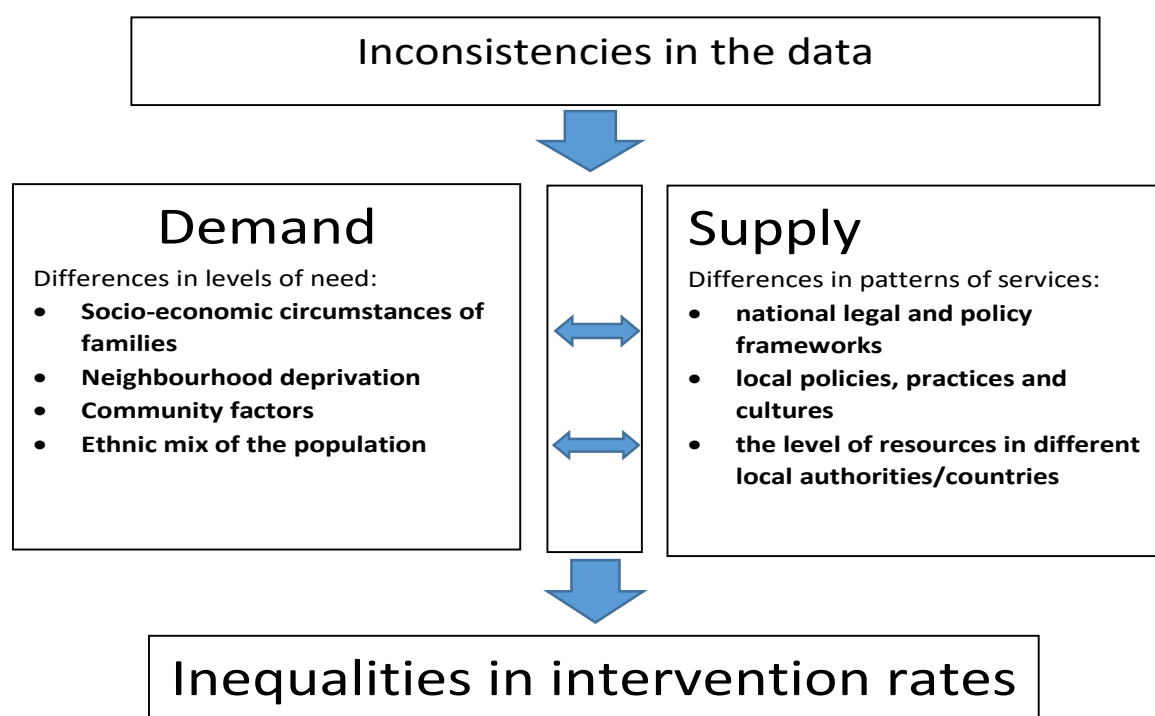 Inconsistencies in the data
Demand
Differences in levels of need:
• Socio-economic circumstances of
families
• Neighbourhood deprivation
• Community factors
• Ethnic mix of the population
Supply
Differences in patterns of services:
• national legal and policy
frameworks
• local policies, practices and
cultures
• the level of resources in different
local authorities/countries
Inequalities in intervention rates